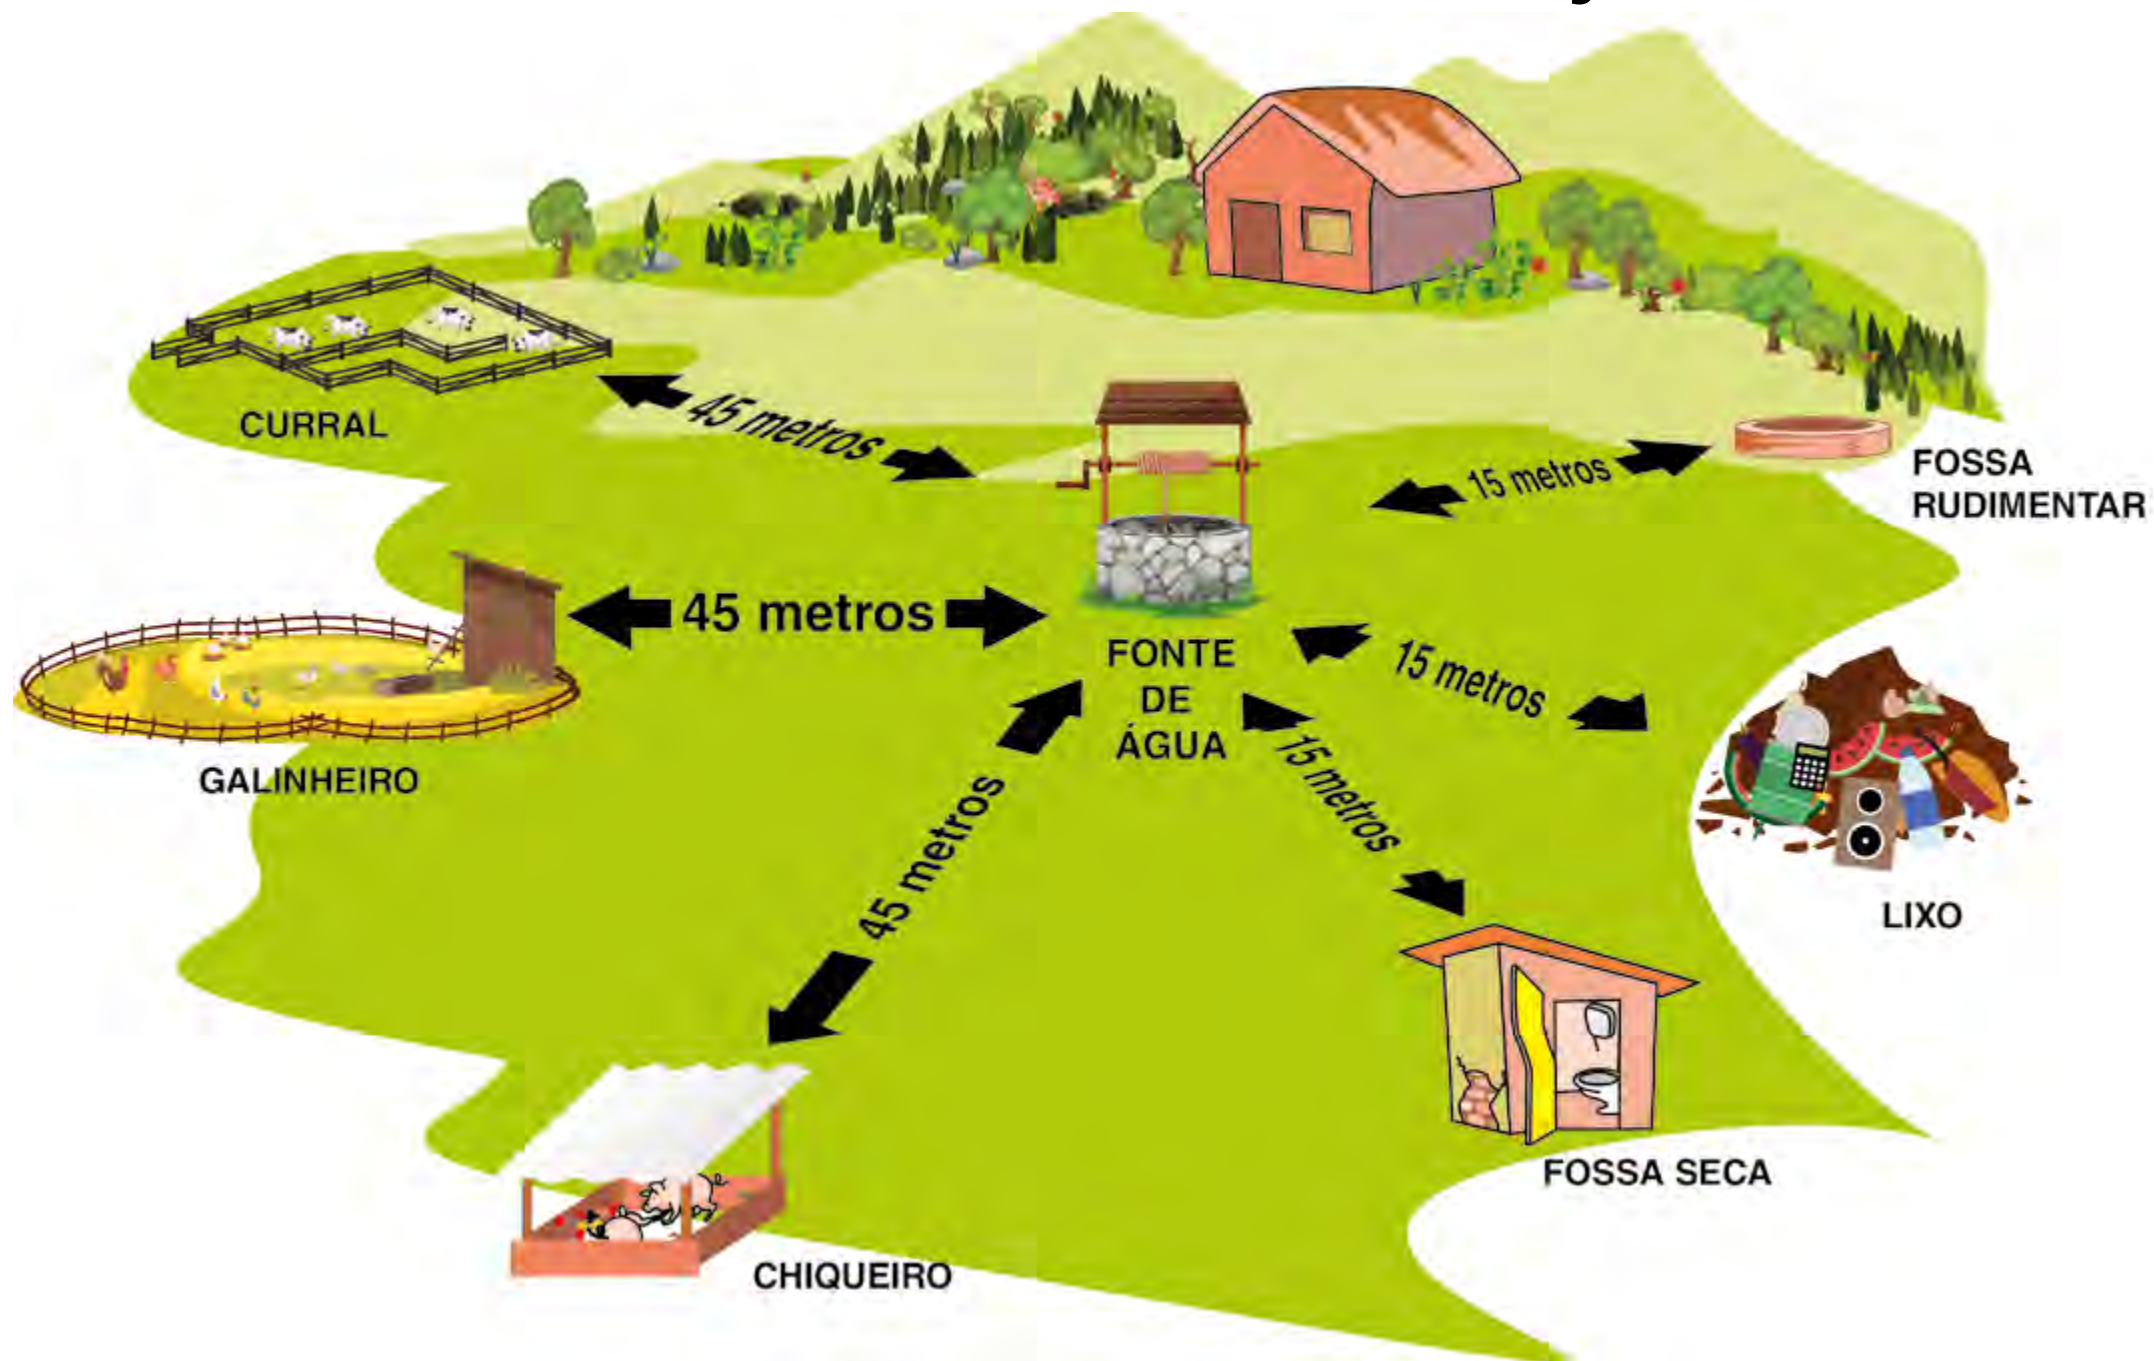 CURRAL
45 metros
15 metros
FOSSA
RUDIMENTAR
45 metros
FONTE
DE
ÁGUA
15 metros
GALINHEIRO
15 metros
45 metros
LIXO
FOSSA SECA
CHIQUEIRO